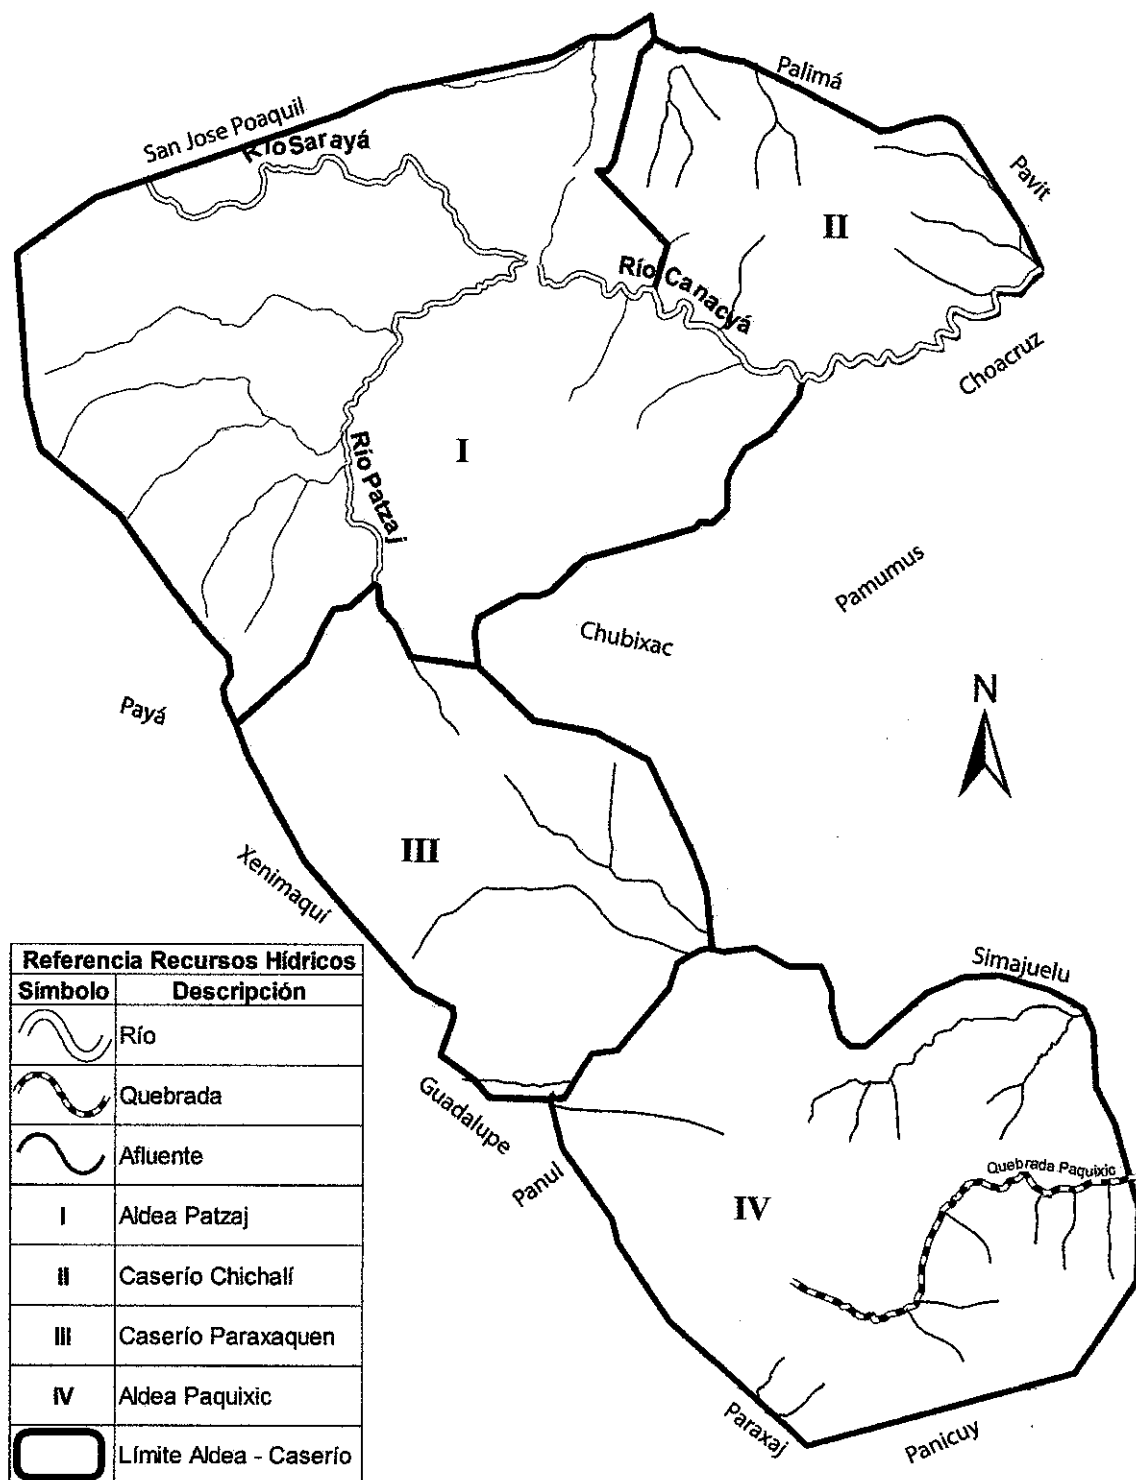 Palimá
San Jose Poaquil
Río Sarayá
Pavit
II
Río Canacyá
Choacruz
I
Río Patzaj
Pamumus
Chubixac
N
Payá
III
Xenimaquí
Simajuelu
Guadalupe
Panul
Quebrada Paquixic
IV
Paraxaj
Panicuy
Referencia Recursos Hídricos
Símbolo Descripción
Río
Quebrada
Afluente
I Aldea Patzaj
II Caserío Chichalí
III Caserío Paraxaquen
IV Aldea Paquixic
Límite Aldea - Caserío